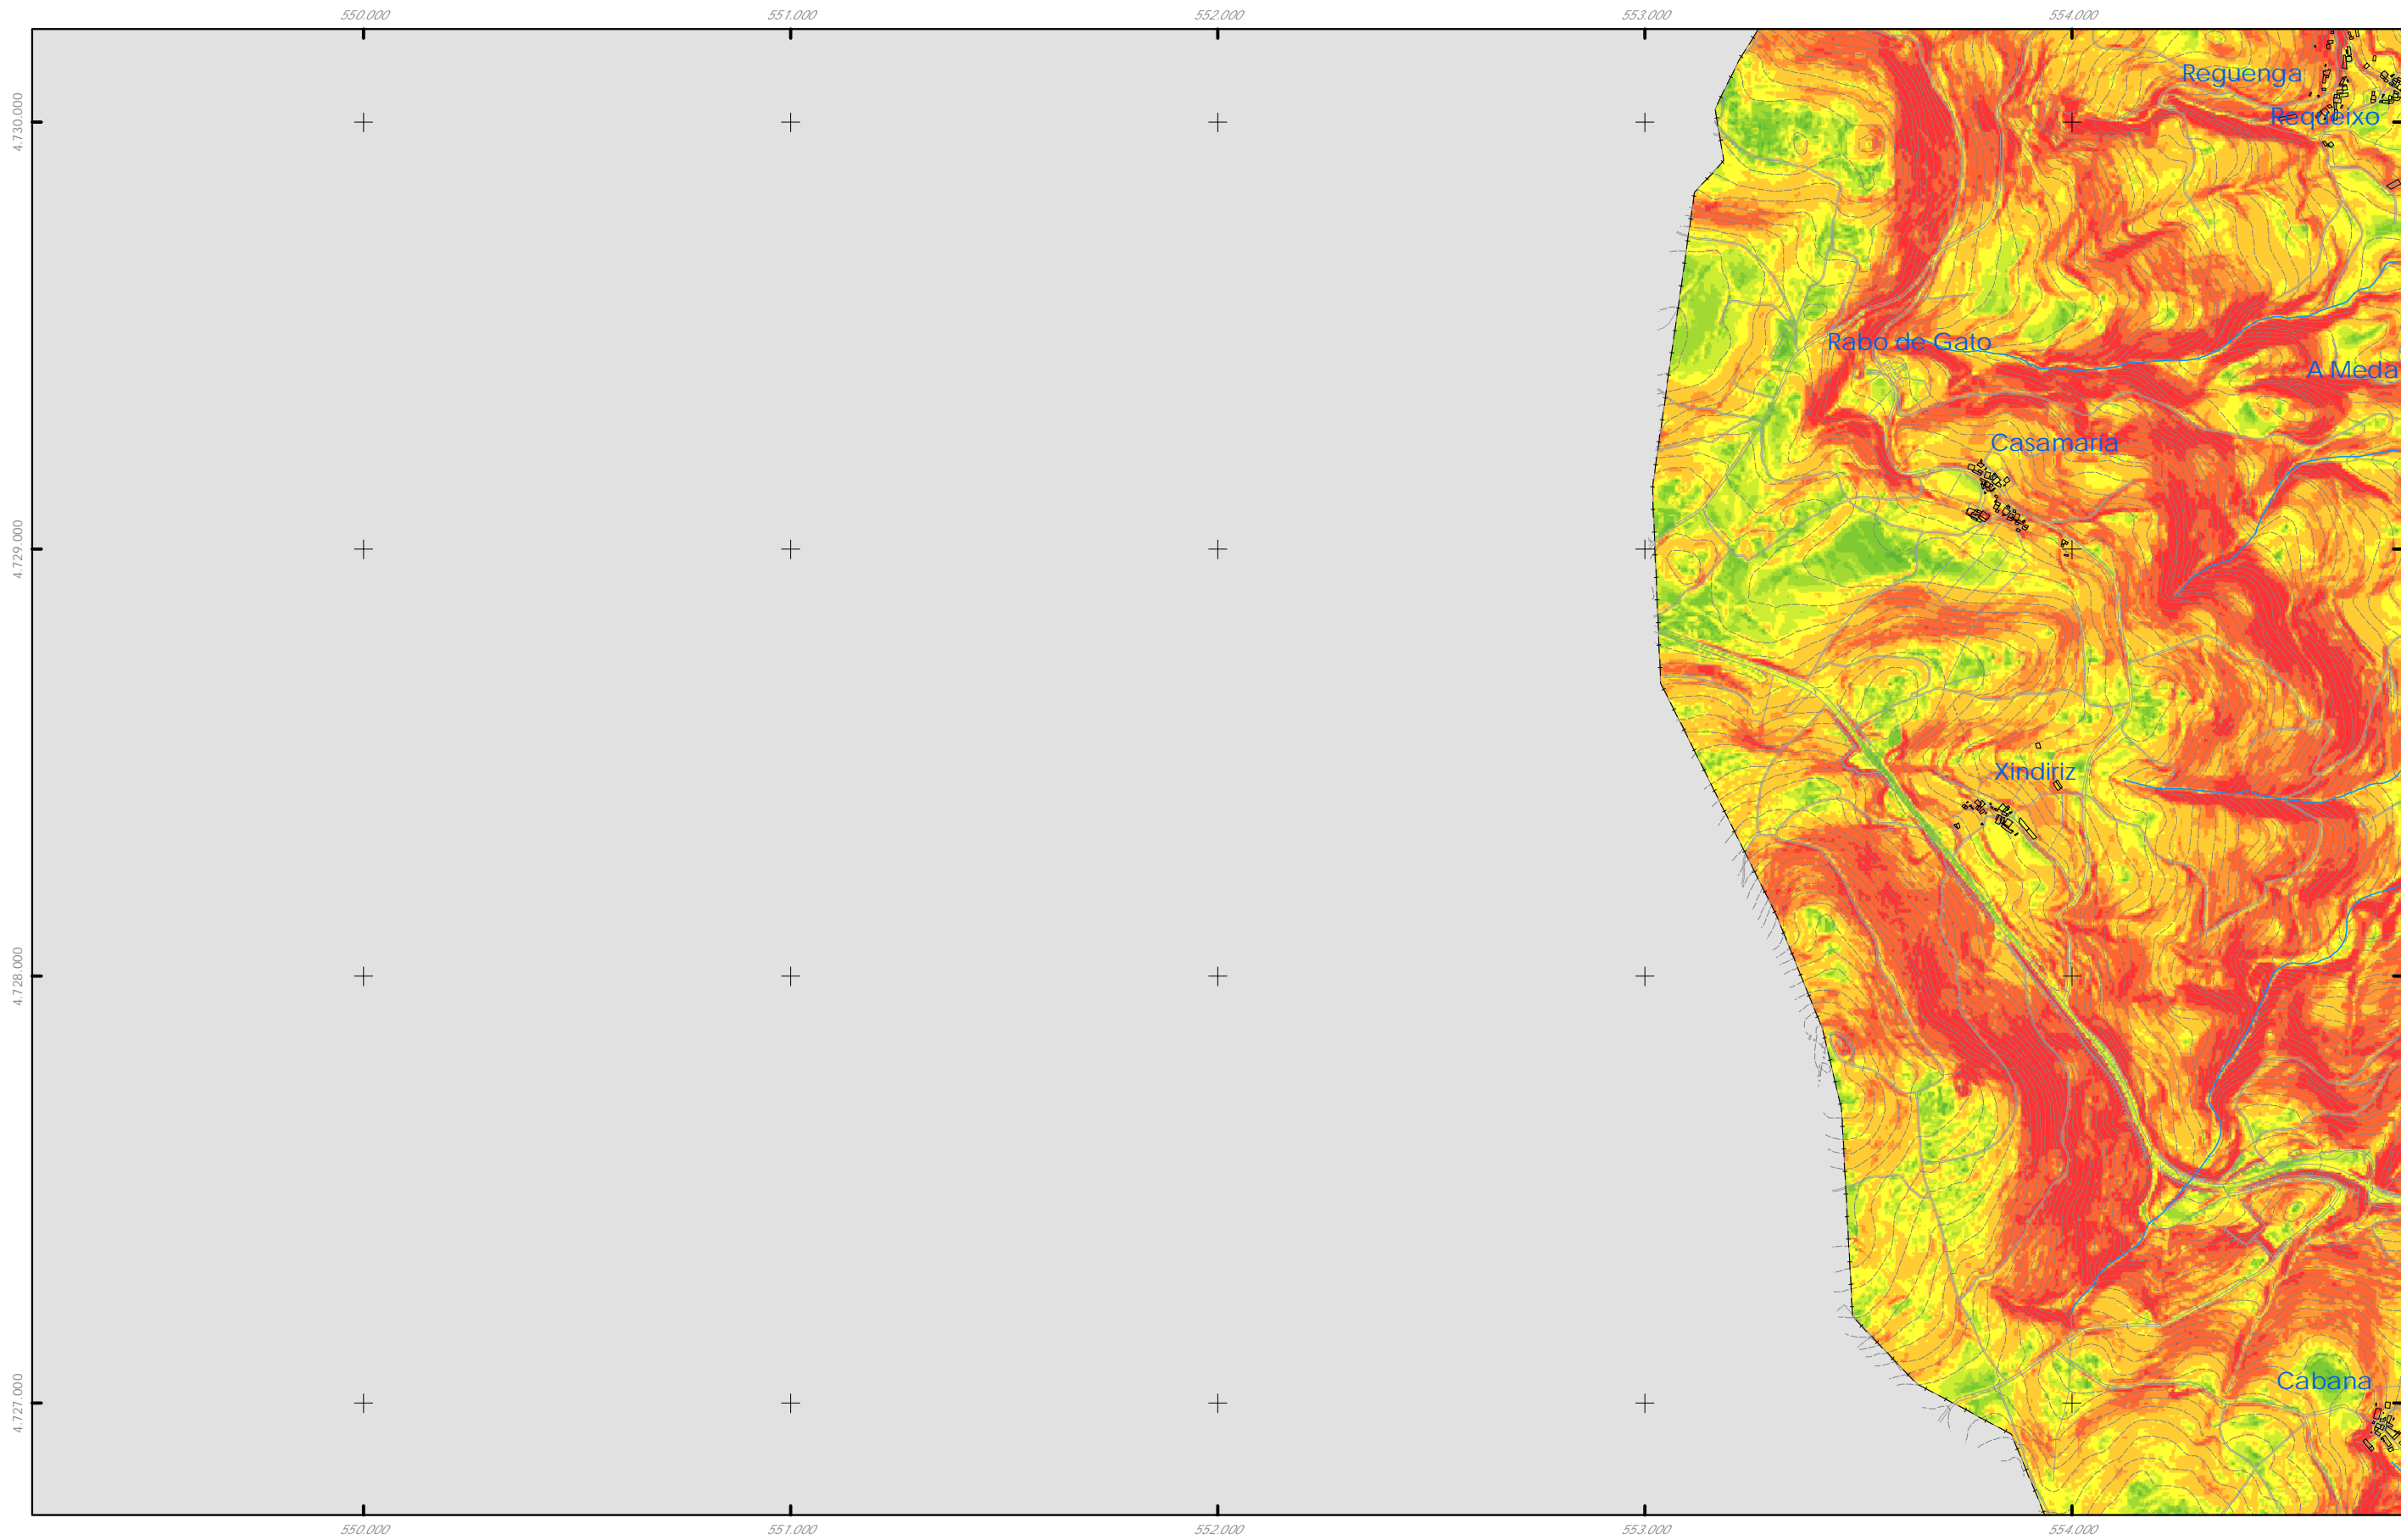 550.000
551.000
552.000
553.000
554.000
4.730.000
Reguenga
Requeixo
Rabo de Gato
A Meda
Casamaría
4.729.000
Xindiriz
4.728.000
Cabana
4.727.000
550.000
551.000
552.000
553.000
554.000